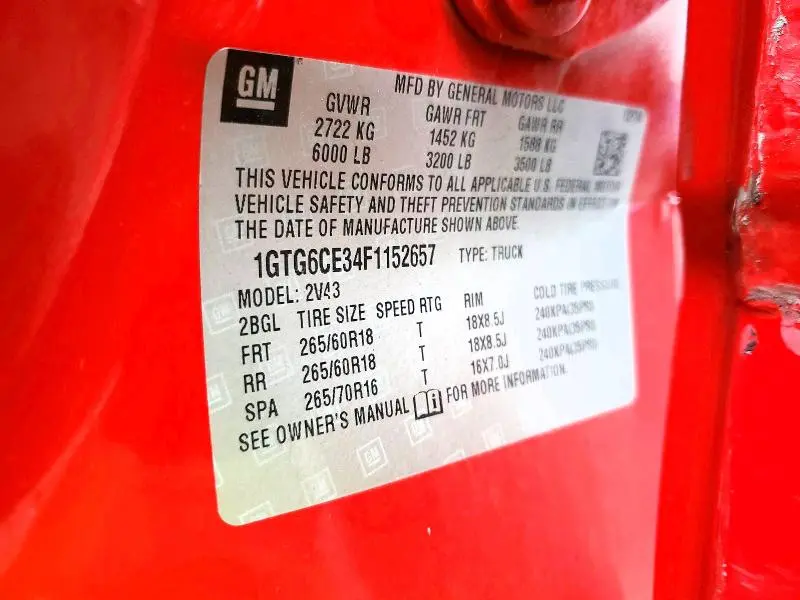 GM
MFD BY GENERAL MOTORS LLC
GVWR GAWR FRT GAWR RR
2722 KG 1452 KG 1588 KG
6000 LB 3200 LB 3500 LB
THIS VEHICLE CONFORMS TO ALL APPLICABLE U.S. FEDERAL MOTOR
VEHICLE SAFETY AND THEFT PREVENTION STANDARDS IN EFFECT ON
THE DATE OF MANUFACTURE SHOWN ABOVE.
1GTG6CE34F1152657 TYPE: TRUCK
MODEL: 2V43
2BGL TIRE SIZE SPEED RTG RIM COLD TIRE PRESSURE
FRT 265/60R18 T 18X8.5J 240KPA(35PSI)
RR 265/60R18 T 18X8.5J 240KPA(35PSI)
SPA 265/70R16 T 16X7.0J 240KPA(35PSI)
SEE OWNER'S MANUAL FOR MORE INFORMATION.